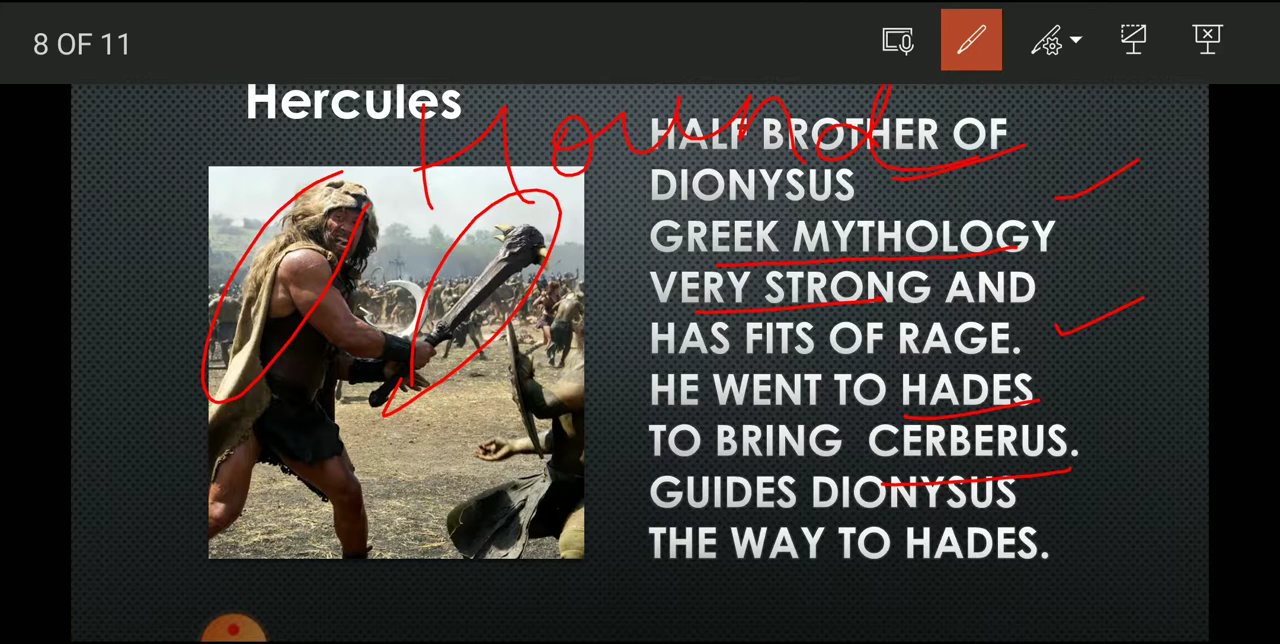 8 OF 11
Hercules
Hound
HALF BROTHER OF
DIONYSUS
GREEK MYTHOLOGY
VERY STRONG AND
HAS FITS OF RAGE.
HE WENT TO HADES
TO BRING CERBERUS.
GUIDES DIONYSUS
THE WAY TO HADES.